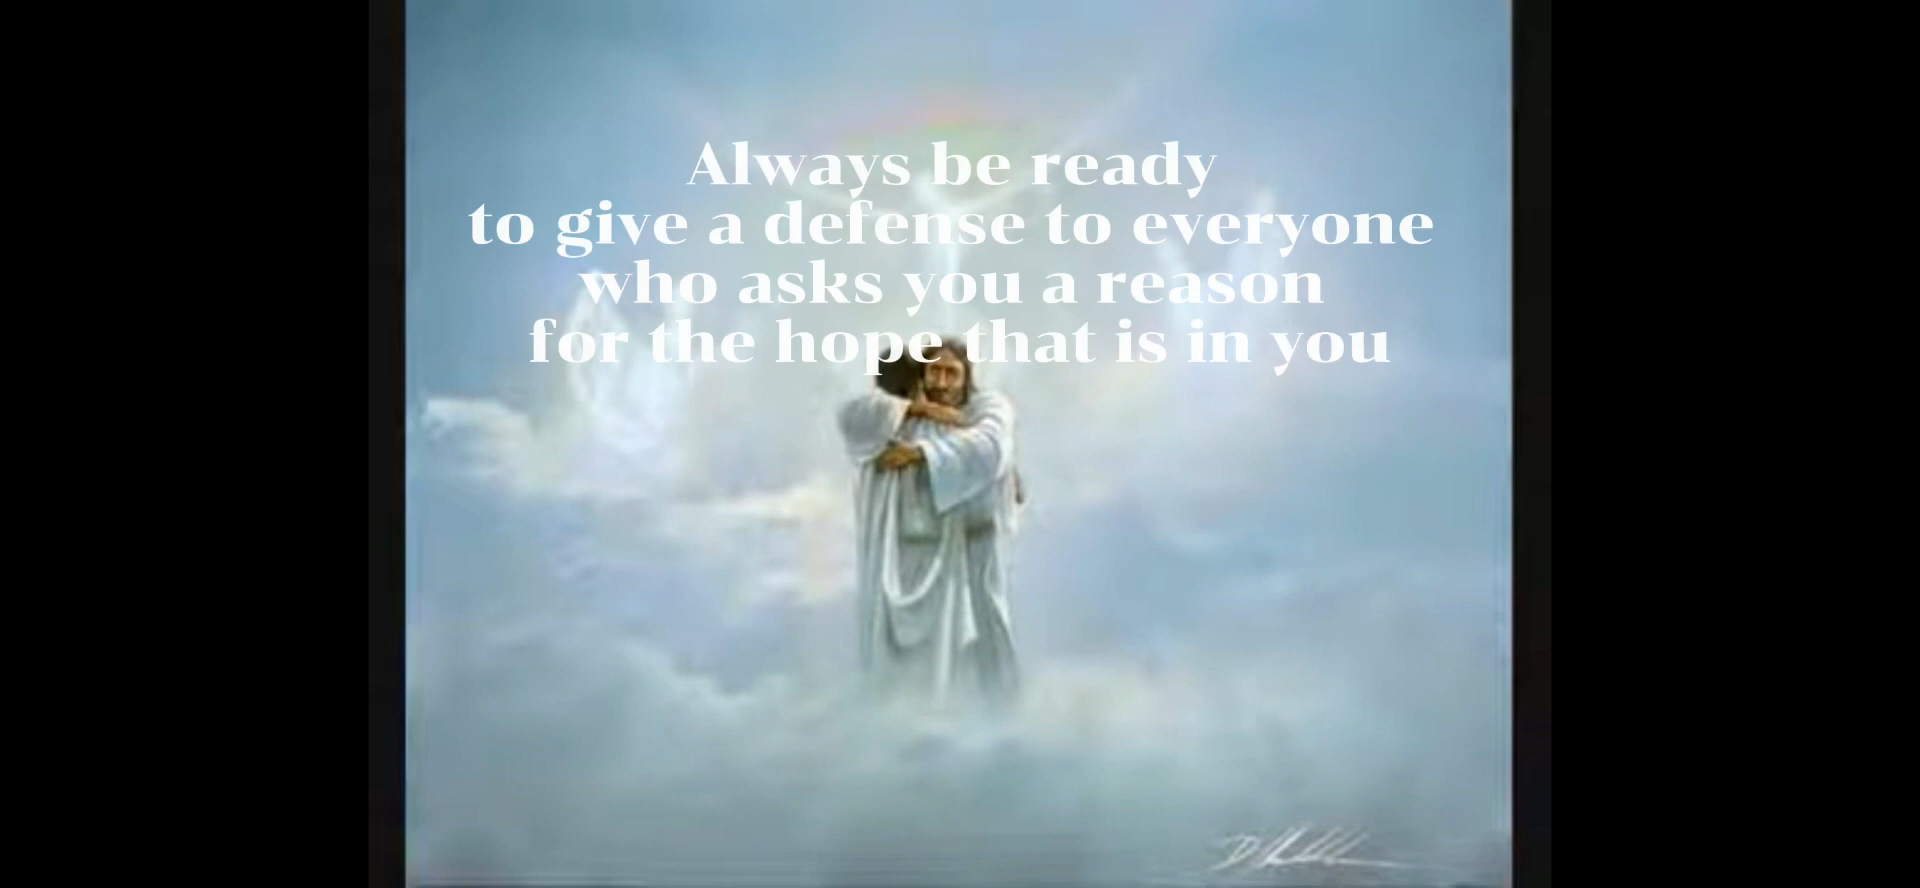 Always be ready
to give a defense to everyone
who asks you a reason
for the hope that is in you